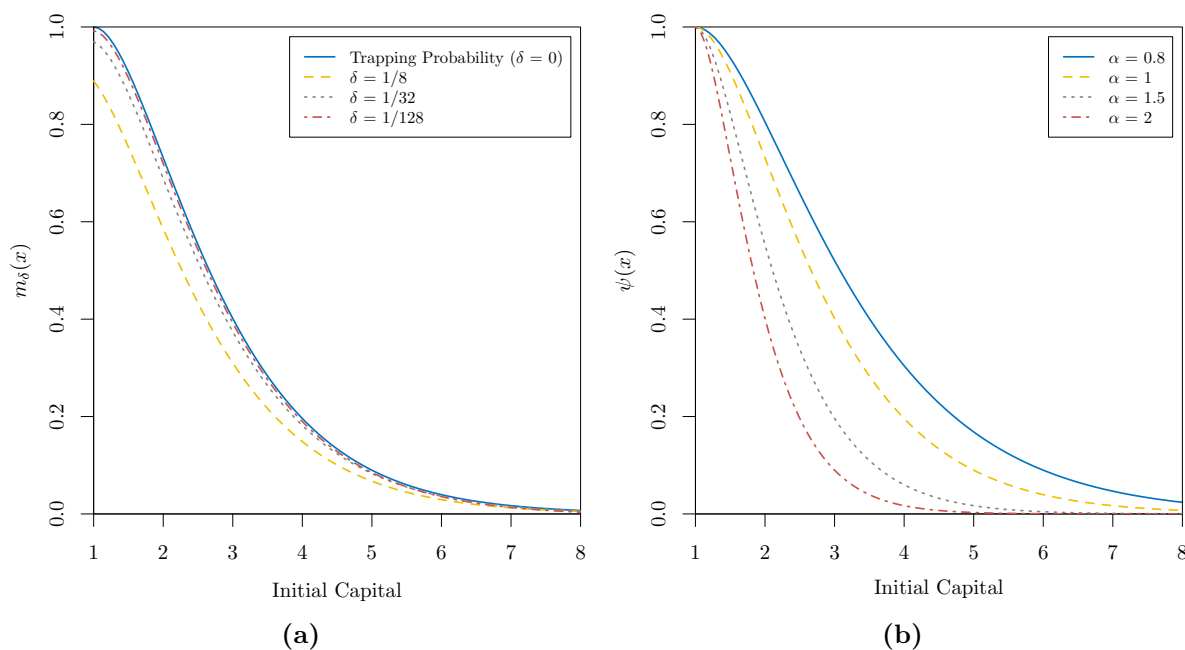 1.0
0.8
0.6
0.4
0.2
0.0
m_δ(x)
Trapping Probability (δ = 0)
δ = 1/8
δ = 1/32
δ = 1/128
1 2 3 4 5 6 7 8
Initial Capital
(a)
1.0
0.8
0.6
0.4
0.2
0.0
ψ(x)
α = 0.8
α = 1
α = 1.5
α = 2
1 2 3 4 5 6 7 8
Initial Capital
(b)